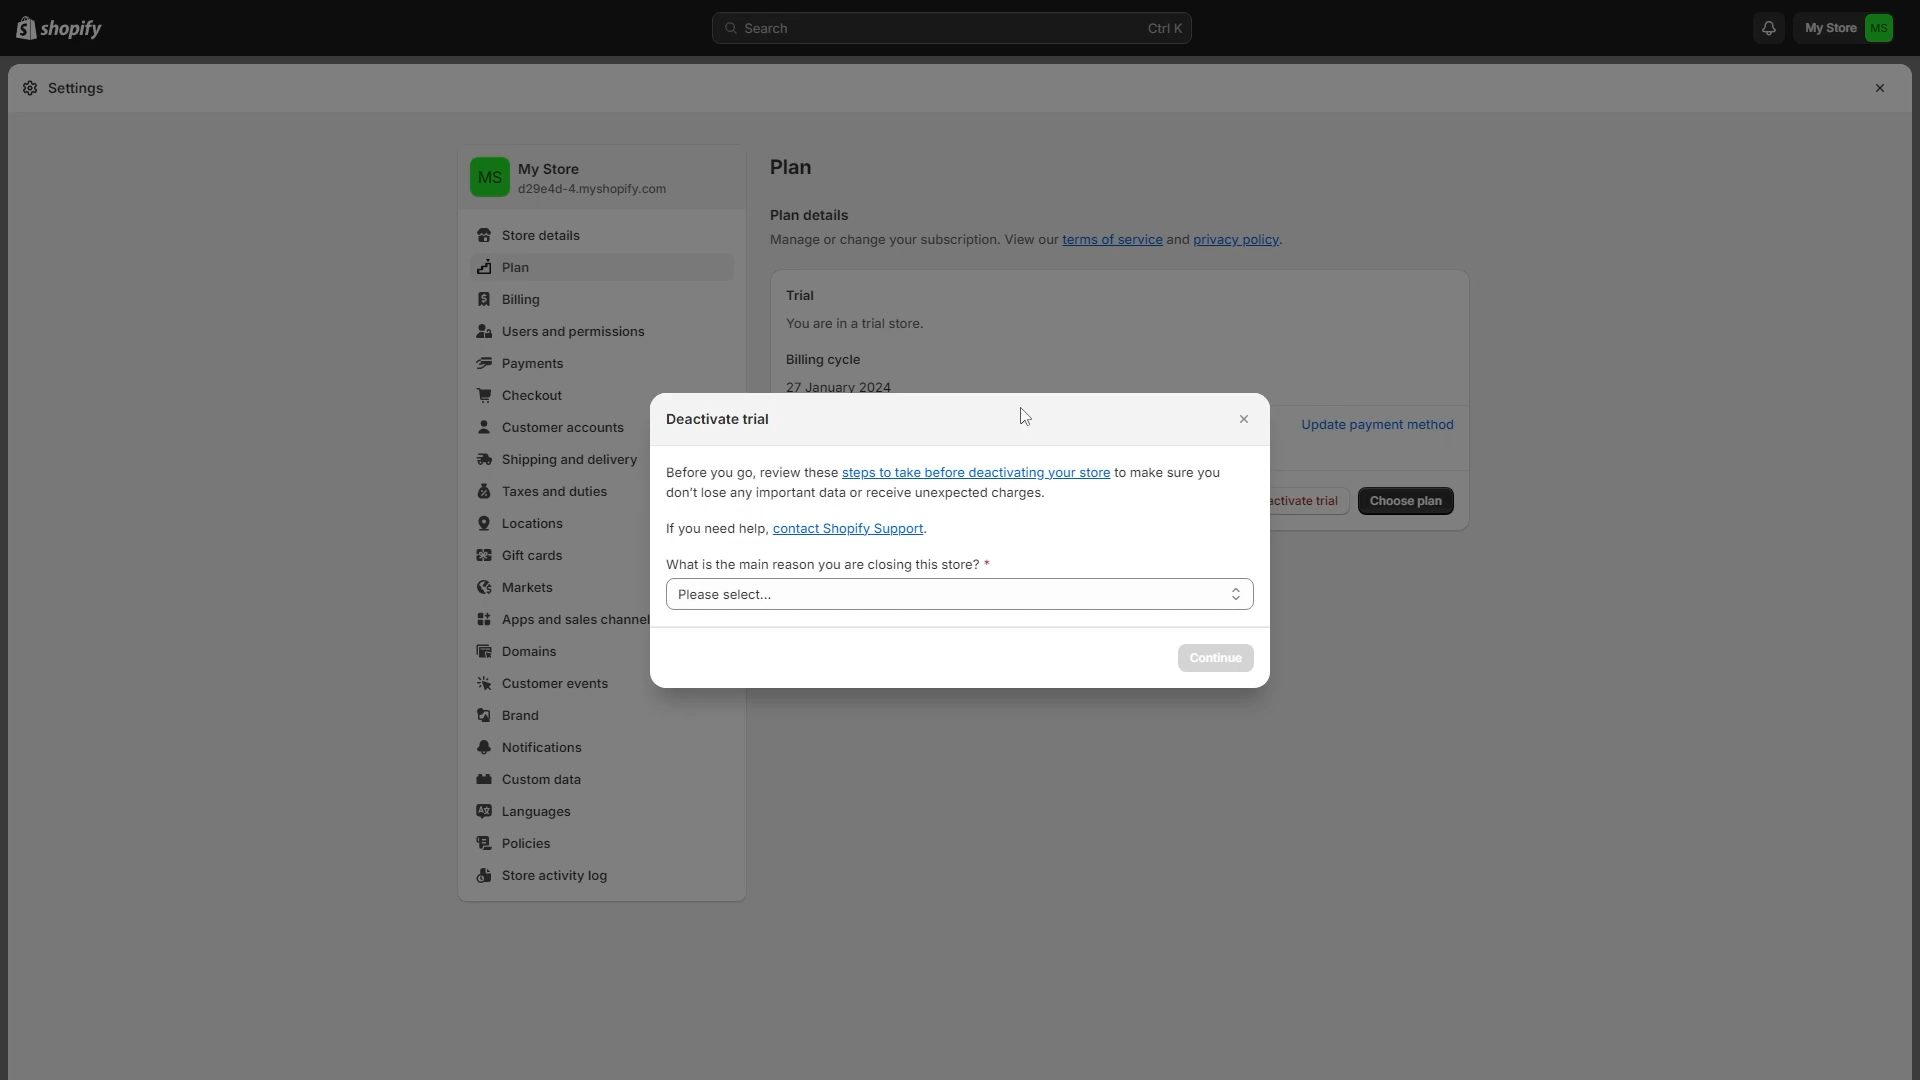 shopify
Search
Ctrl K
My Store
MS
Settings
MS
My Store
d29e4d-4.myshopify.com
Store details
Plan
Billing
Users and permissions
Payments
Checkout
Customer accounts
Shipping and delivery
Taxes and duties
Locations
Gift cards
Markets
Apps and sales channel
Domains
Customer events
Brand
Notifications
Custom data
Languages
Policies
Store activity log
Plan
Plan details
Manage or change your subscription. View our terms of service and privacy policy.
Trial
You are in a trial store.
Billing cycle
27 January 2024
Update payment method
activate trial
Choose plan
Deactivate trial
Before you go, review these steps to take before deactivating your store to make sure you
don't lose any important data or receive unexpected charges.
If you need help, contact Shopify Support.
What is the main reason you are closing this store? *
Please select...
Continue